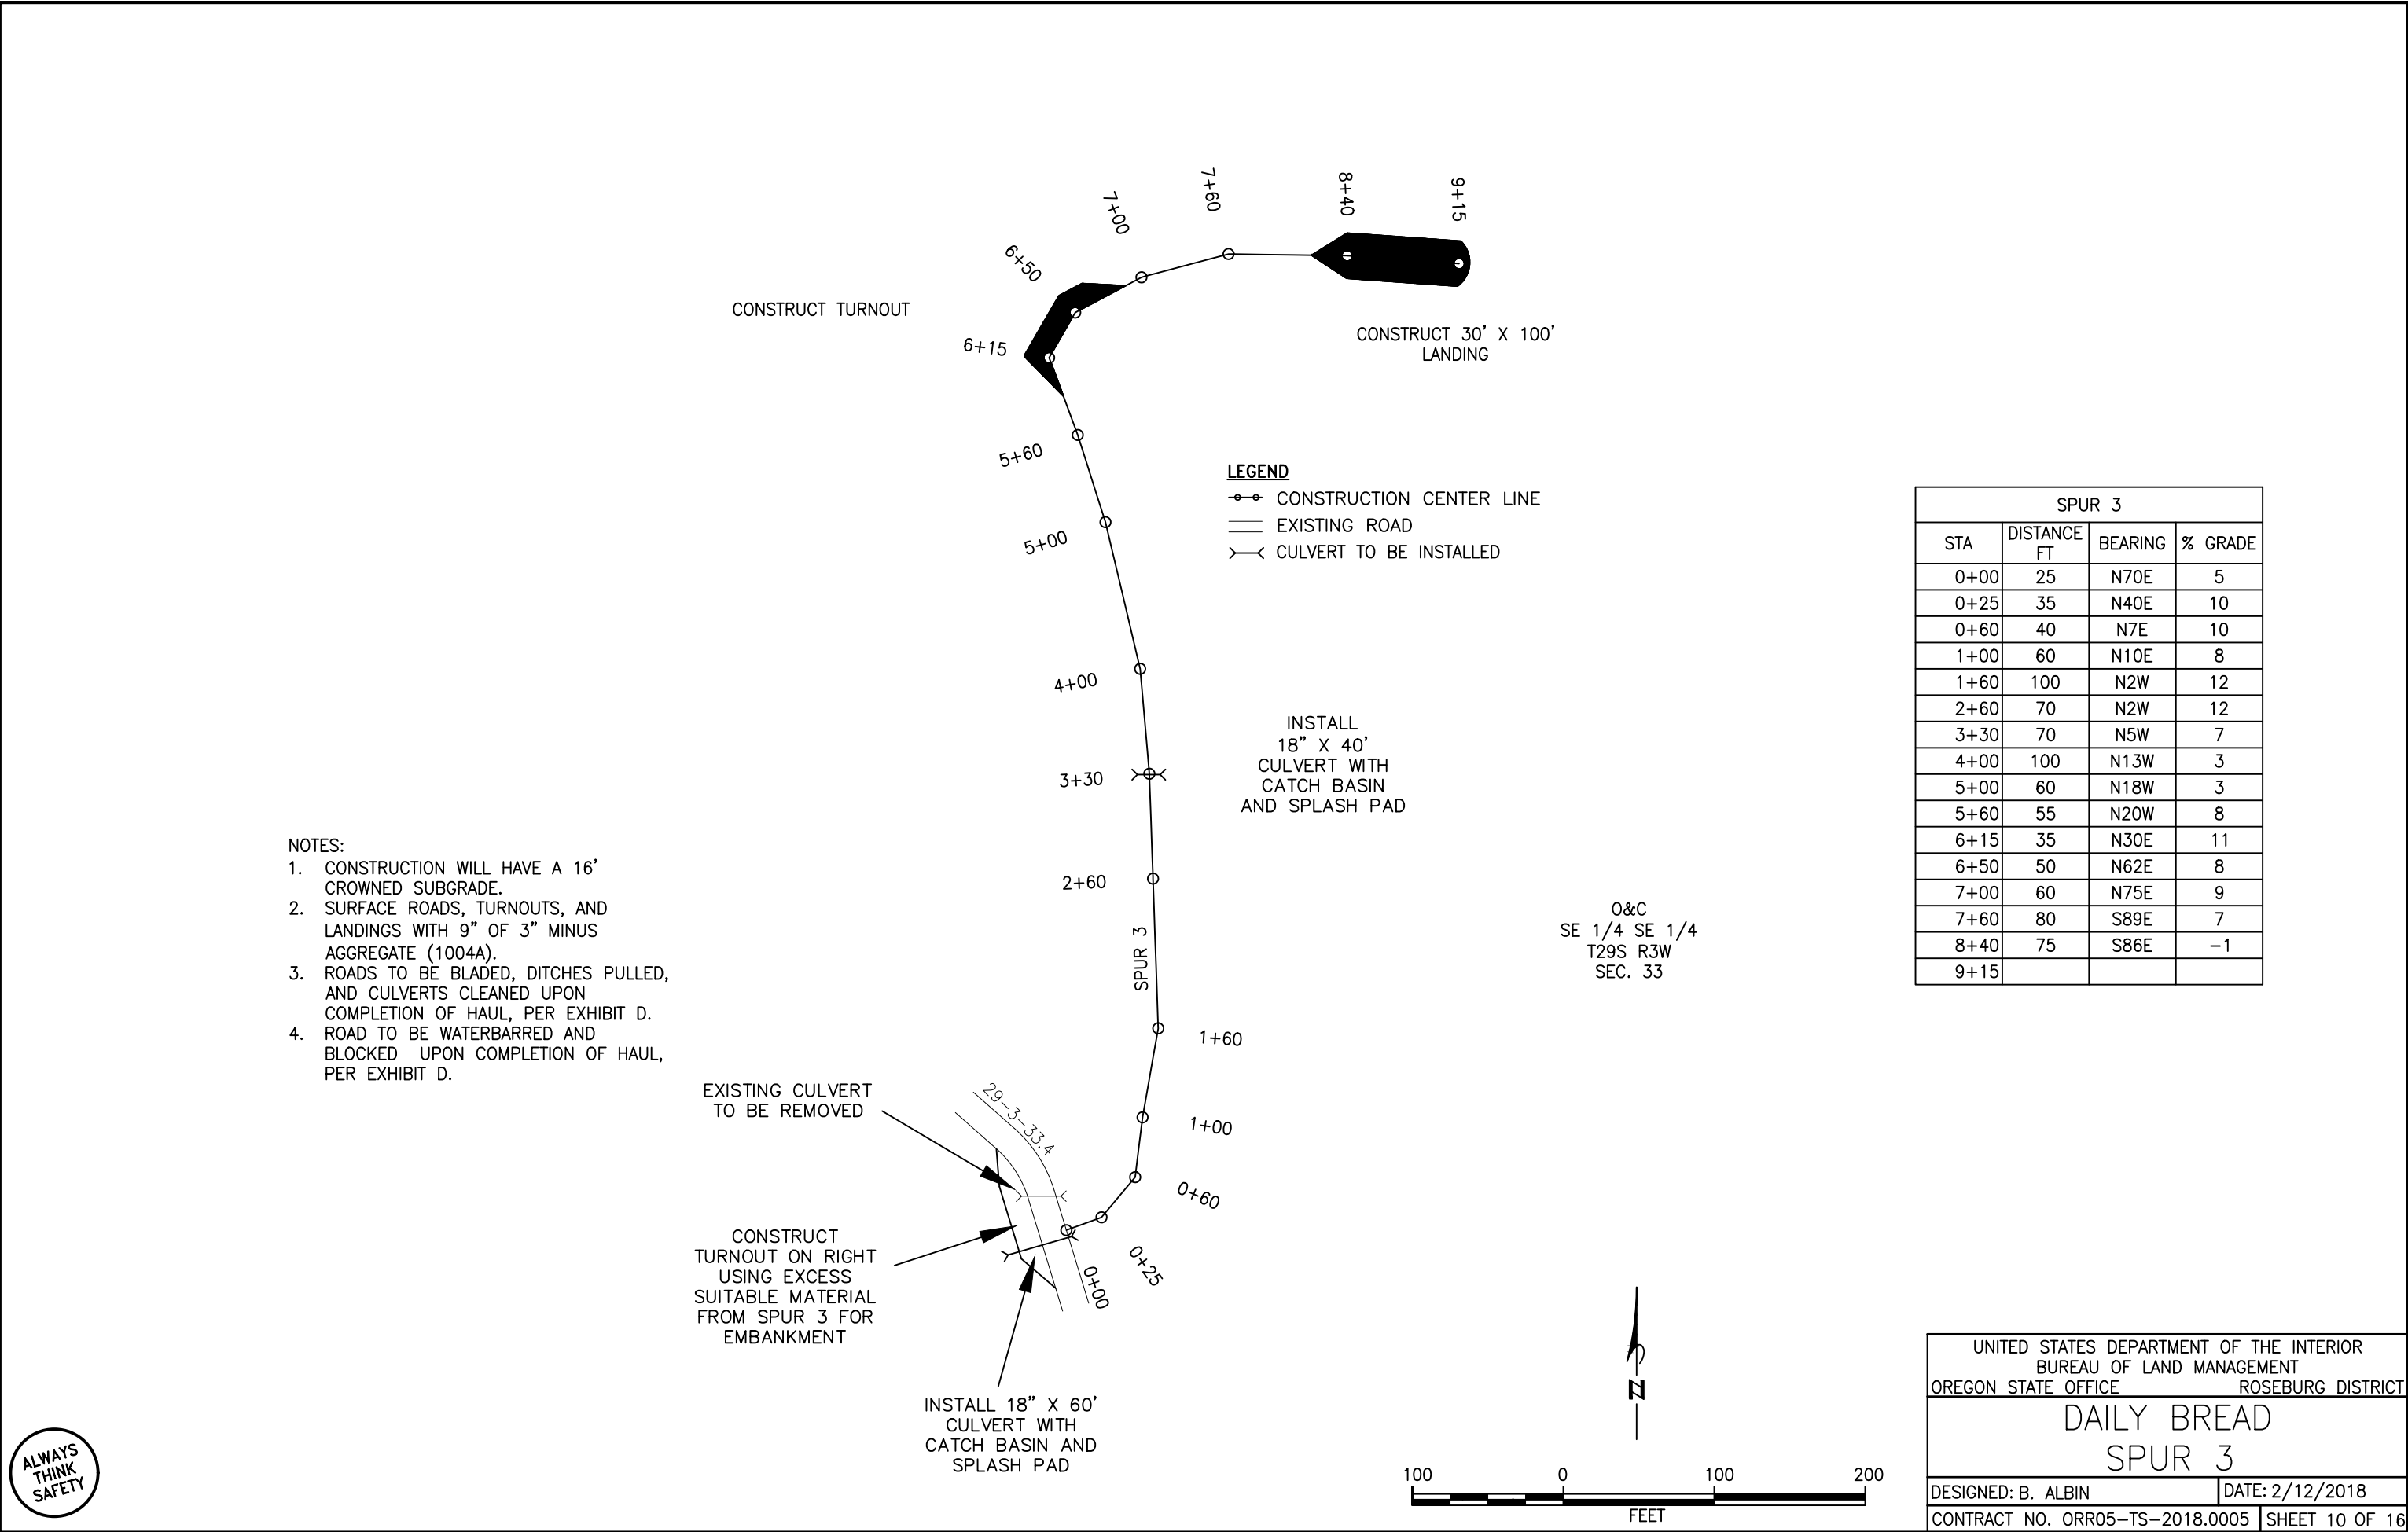 7+60
8+40
9+15
7+00
6+50
CONSTRUCT TURNOUT
6+15
CONSTRUCT 30' X 100'
LANDING
5+60
5+00
LEGEND
CONSTRUCTION CENTER LINE
EXISTING ROAD
CULVERT TO BE INSTALLED
4+00
INSTALL
18" X 40'
CULVERT WITH
CATCH BASIN
AND SPLASH PAD
3+30
2+60
SPUR 3
1+60
1+00
0+60
0+25
0+00
29-3-33.4
NOTES:
1. CONSTRUCTION WILL HAVE A 16'
CROWNED SUBGRADE.
2. SURFACE ROADS, TURNOUTS, AND
LANDINGS WITH 9" OF 3" MINUS
AGGREGATE (1004A).
3. ROADS TO BE BLADED, DITCHES PULLED,
AND CULVERTS CLEANED UPON
COMPLETION OF HAUL, PER EXHIBIT D.
4. ROAD TO BE WATERBARRED AND
BLOCKED UPON COMPLETION OF HAUL,
PER EXHIBIT D.
EXISTING CULVERT
TO BE REMOVED
CONSTRUCT
TURNOUT ON RIGHT
USING EXCESS
SUITABLE MATERIAL
FROM SPUR 3 FOR
EMBANKMENT
INSTALL 18" X 60'
CULVERT WITH
CATCH BASIN AND
SPLASH PAD
O&C
SE 1/4 SE 1/4
T29S R3W
SEC. 33
SPUR 3
STA DISTANCE FT BEARING % GRADE
0+00 25 N70E 5
0+25 35 N40E 10
0+60 40 N7E 10
1+00 60 N10E 8
1+60 100 N2W 12
2+60 70 N2W 12
3+30 70 N5W 7
4+00 100 N13W 3
5+00 60 N18W 3
5+60 55 N20W 8
6+15 35 N30E 11
6+50 50 N62E 8
7+00 60 N75E 9
7+60 80 S89E 7
8+40 75 S86E -1
9+15
N
100 0 100 200
FEET
ALWAYS
THINK
SAFETY
UNITED STATES DEPARTMENT OF THE INTERIOR
BUREAU OF LAND MANAGEMENT
OREGON STATE OFFICE ROSEBURG DISTRICT
DAILY BREAD
SPUR 3
DESIGNED: B. ALBIN DATE: 2/12/2018
CONTRACT NO. ORR05-TS-2018.0005 SHEET 10 OF 16